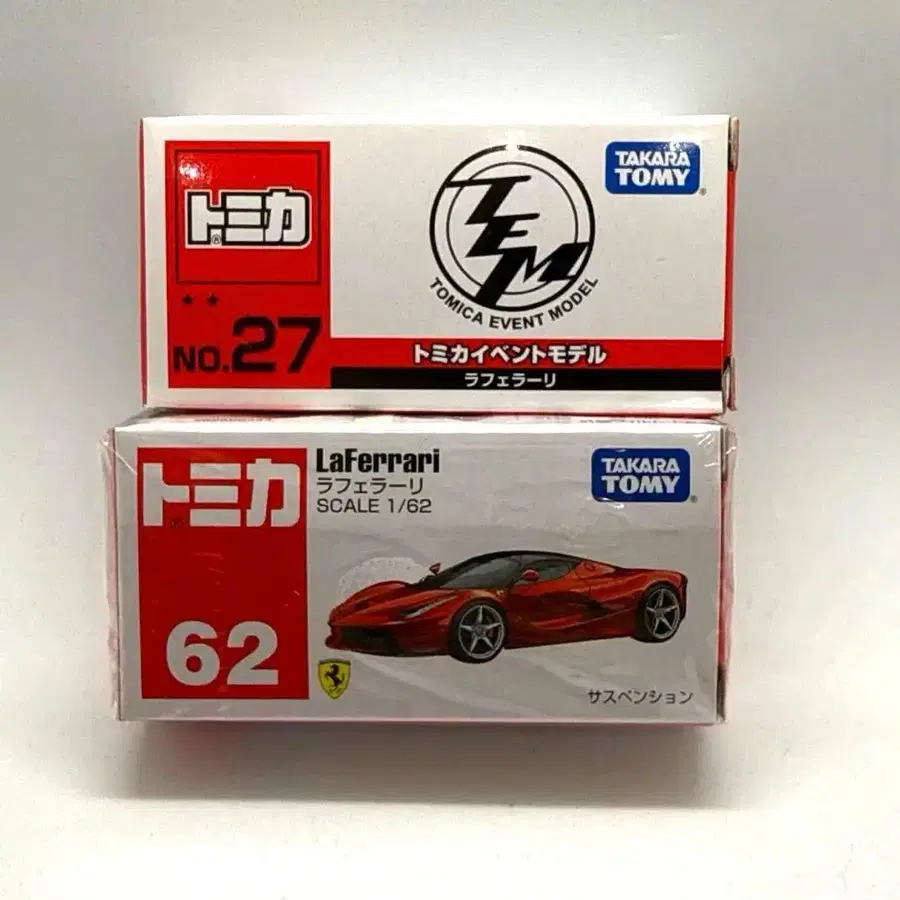 トミカ
TAKARA
TOMY
TEM
TOMICA EVENT MODEL
NO.27
トミカイベントモデル
ラフェラーリ
トミカ
LaFerrari
ラフェラーリ
SCALE 1/62
TAKARA
TOMY
62
サスペンション